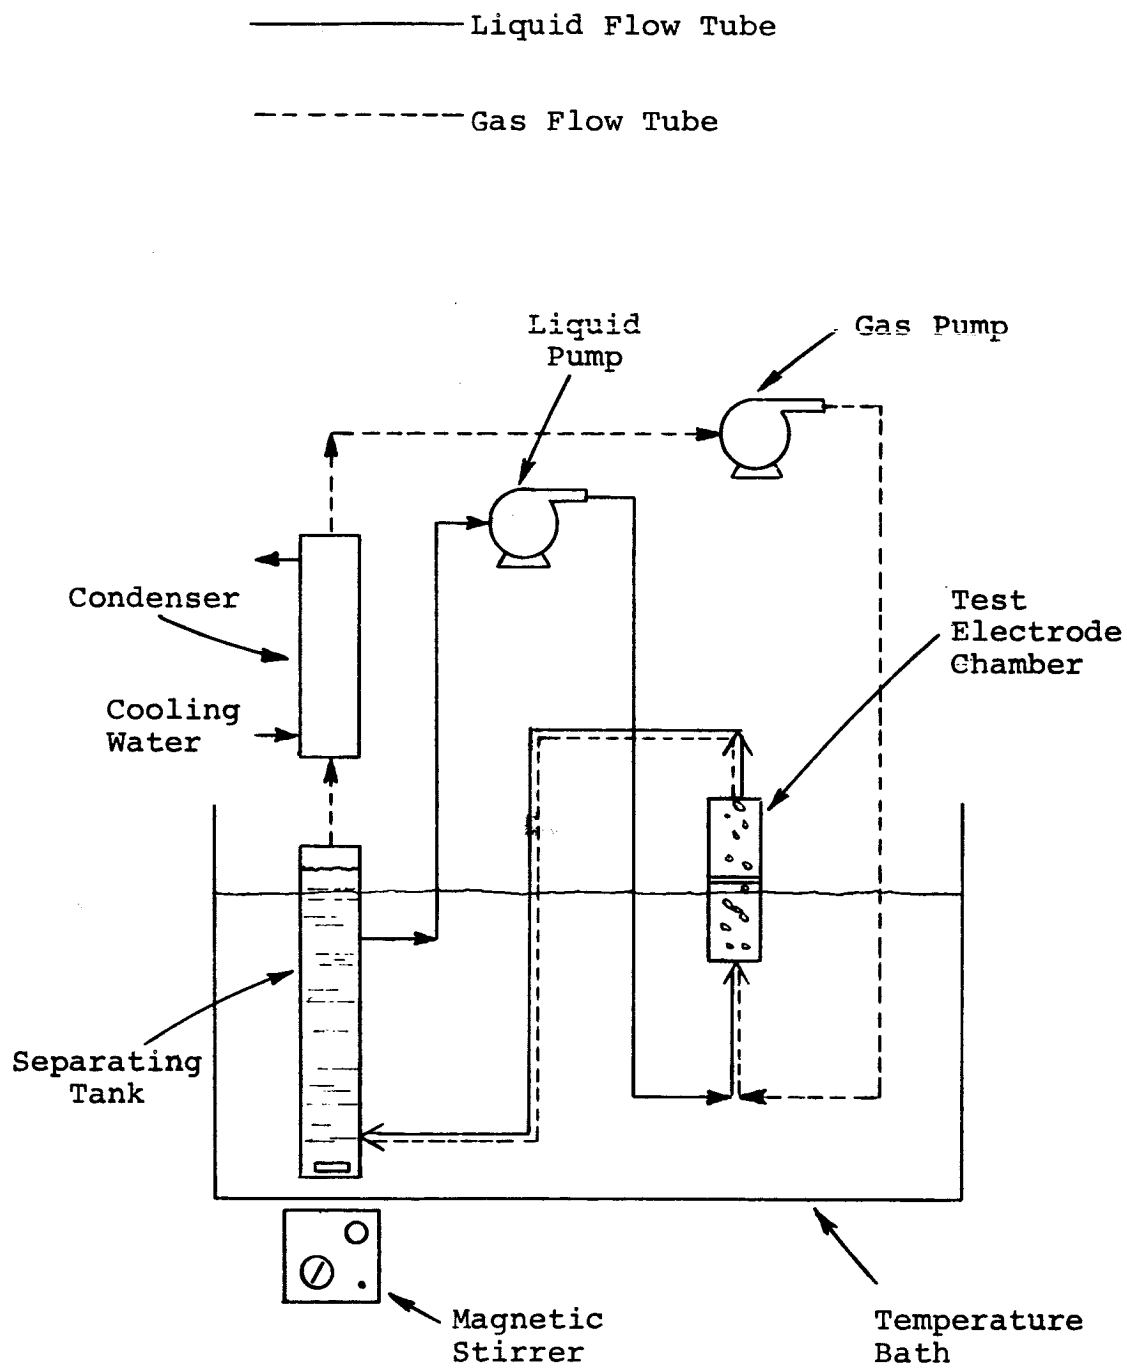 Liquid Flow Tube
Gas Flow Tube
Liquid
Pump
Gas Pump
Condenser
Cooling
Water
Test
Electrode
Chamber
Separating
Tank
Magnetic
Stirrer
Temperature
Bath